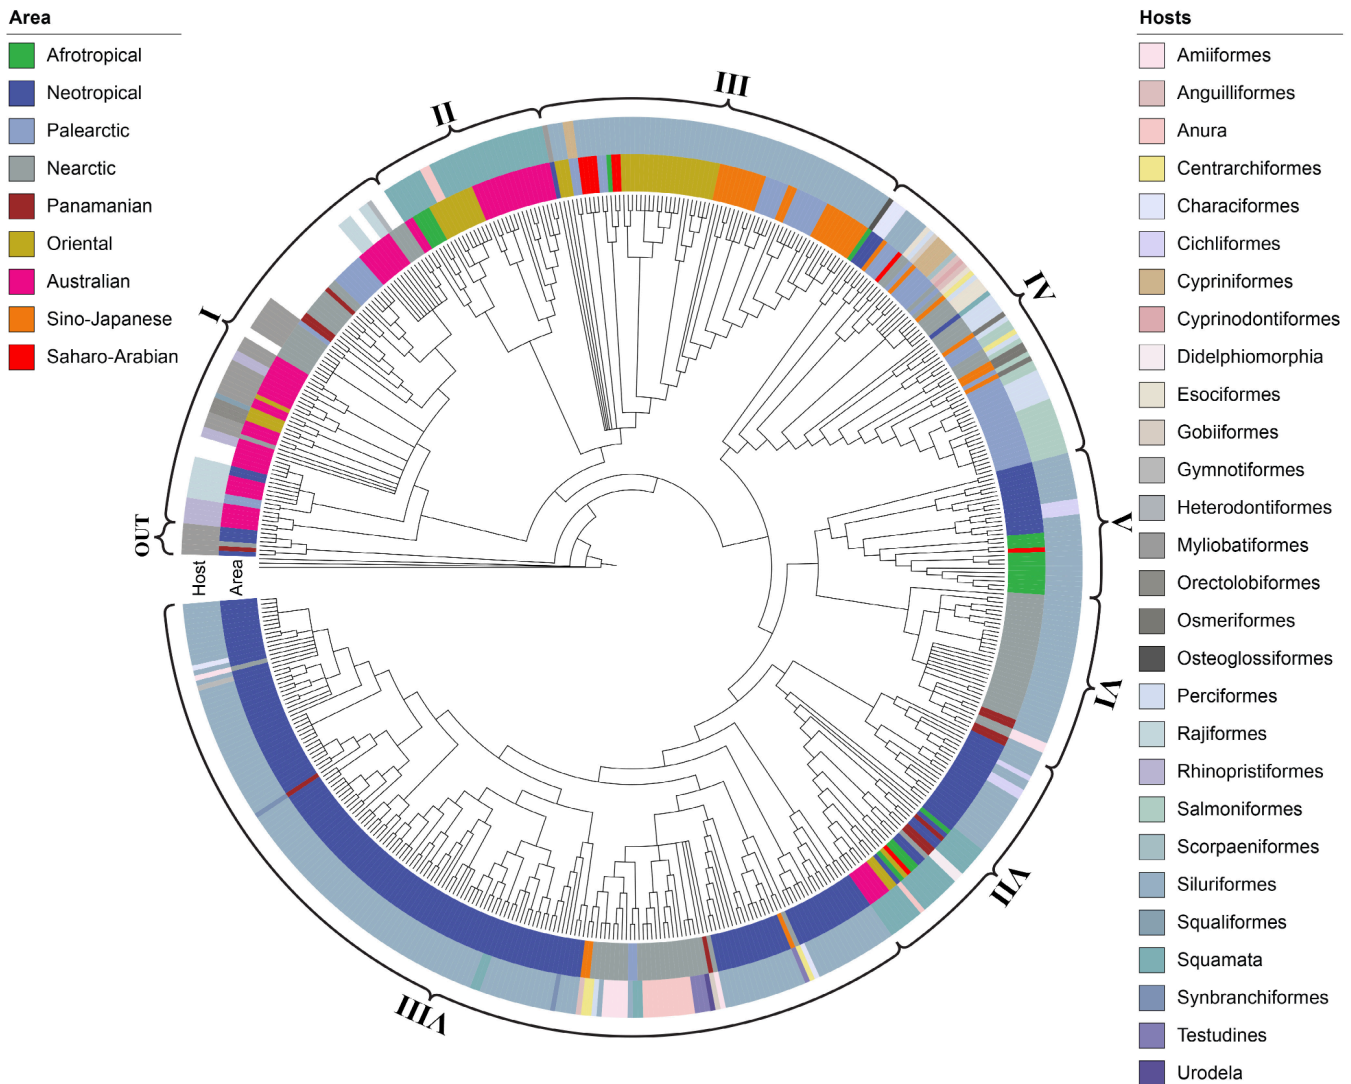 Area
Afrotropical
Neotropical
Palearctic
Nearctic
Panamanian
Oriental
Australian
Sino-Japanese
Saharo-Arabian
OUT
I
II
III
IV
V
VI
VII
VIII
Host
Area
Hosts
Amiiformes
Anguilliformes
Anura
Centrarchiformes
Characiformes
Cichliformes
Cypriniformes
Cyprinodontiformes
Didelphiomorphia
Esociformes
Gobiiformes
Gymnotiformes
Heterodontiformes
Myliobatiformes
Orectolobiformes
Osmeriformes
Osteoglossiformes
Perciformes
Rajiformes
Rhinopristiformes
Salmoniformes
Scorpaeniformes
Siluriformes
Squaliformes
Squamata
Synbranchiformes
Testudines
Urodela